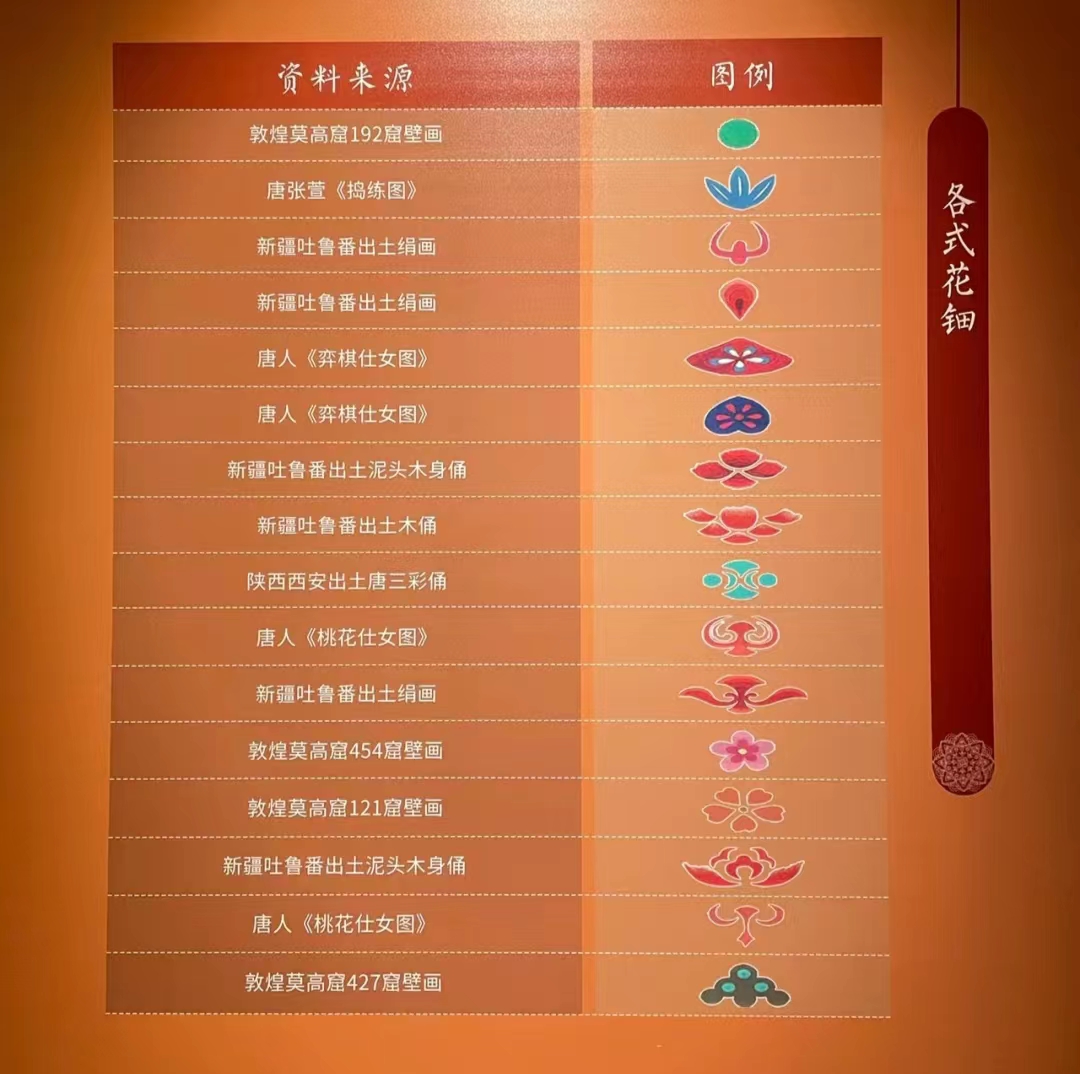 资料来源 图例
敦煌莫高窟192窟壁画
唐张萱《捣练图》
新疆吐鲁番出土绢画
新疆吐鲁番出土绢画
唐人《弈棋仕女图》
唐人《弈棋仕女图》
新疆吐鲁番出土泥头木身俑
新疆吐鲁番出土木俑
陕西西安出土唐三彩俑
唐人《桃花仕女图》
新疆吐鲁番出土绢画
敦煌莫高窟454窟壁画
敦煌莫高窟121窟壁画
新疆吐鲁番出土泥头木身俑
唐人《桃花仕女图》
敦煌莫高窟427窟壁画
各式花钿